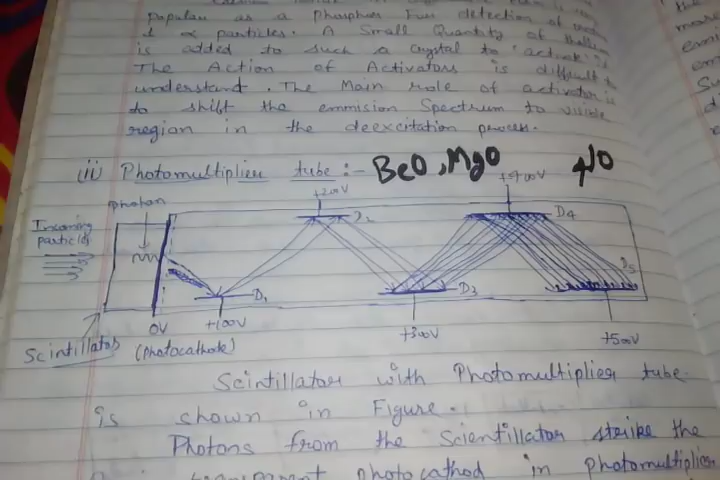 popular as a Phosphor for detection of
& α particles. A Small Quantity of
is added to such a crystal to 'activate'
The Action of Activators is difficult to
understand. The Main role of activator is
to shift the emmision Spectrum to visible
region in the deexcitation process.
(ii) Photomultiplier tube :- BeO, MgO
+200V
+400V
Photon
D2
D4
Incoming
particles
D1
D3
D5
0V
+100V
+300V
+500V
Scintillator
(Photocathode)
Scintillator with Photomultiplier tube
is shown in Figure.
Photons from the Scientillator strike the
photocathod in photomultiplier